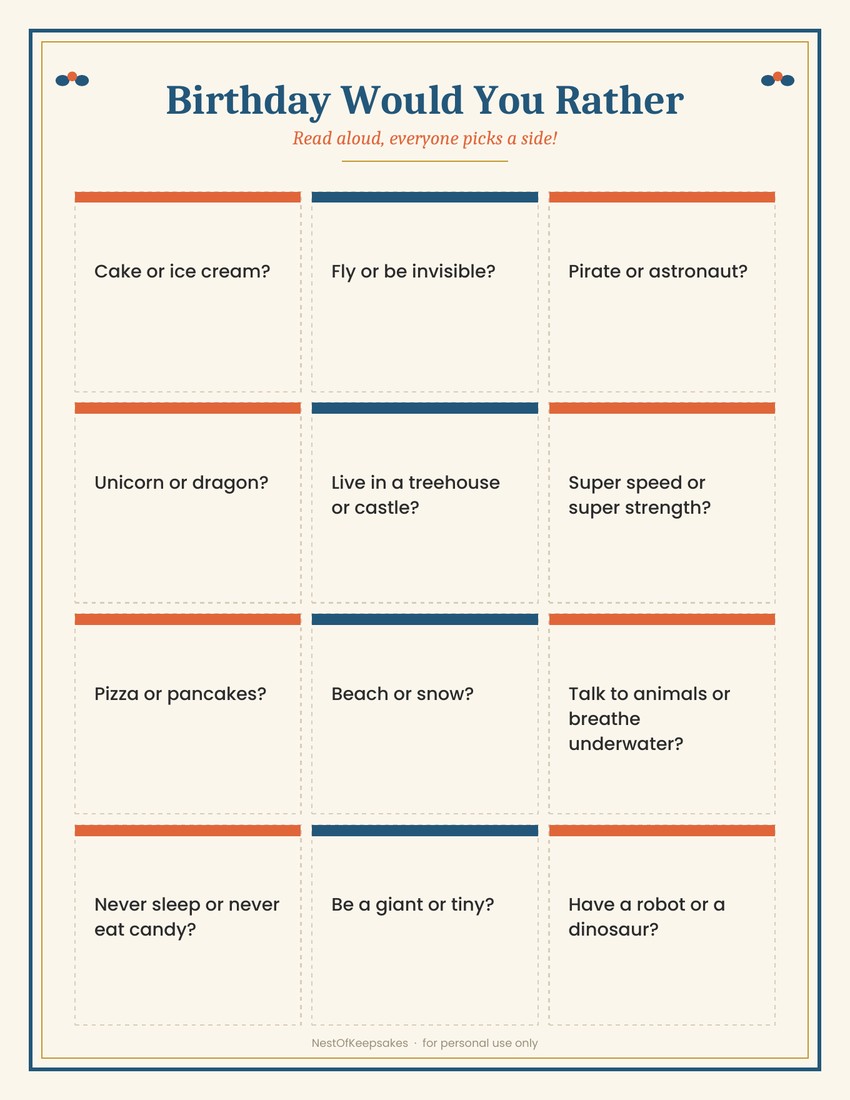 Birthday Would You Rather
Read aloud, everyone picks a side!
Cake or ice cream?
Fly or be invisible?
Pirate or astronaut?
Unicorn or dragon?
Live in a treehouse
or castle?
Super speed or
super strength?
Pizza or pancakes?
Beach or snow?
Talk to animals or
breathe
underwater?
Never sleep or never
eat candy?
Be a giant or tiny?
Have a robot or a
dinosaur?
NestOfKeepsakes · for personal use only